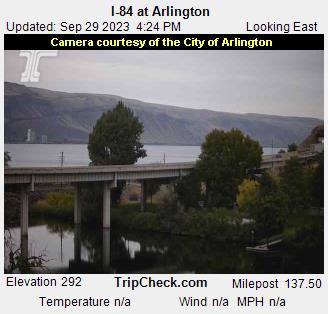 I-84 at Arlington
Updated: Sep 29 2023 4:24 PM Looking East
Camera courtesy of the City of Arlington
Elevation 292 TripCheck.com Milepost 137.50
Temperature n/a Wind n/a MPH n/a